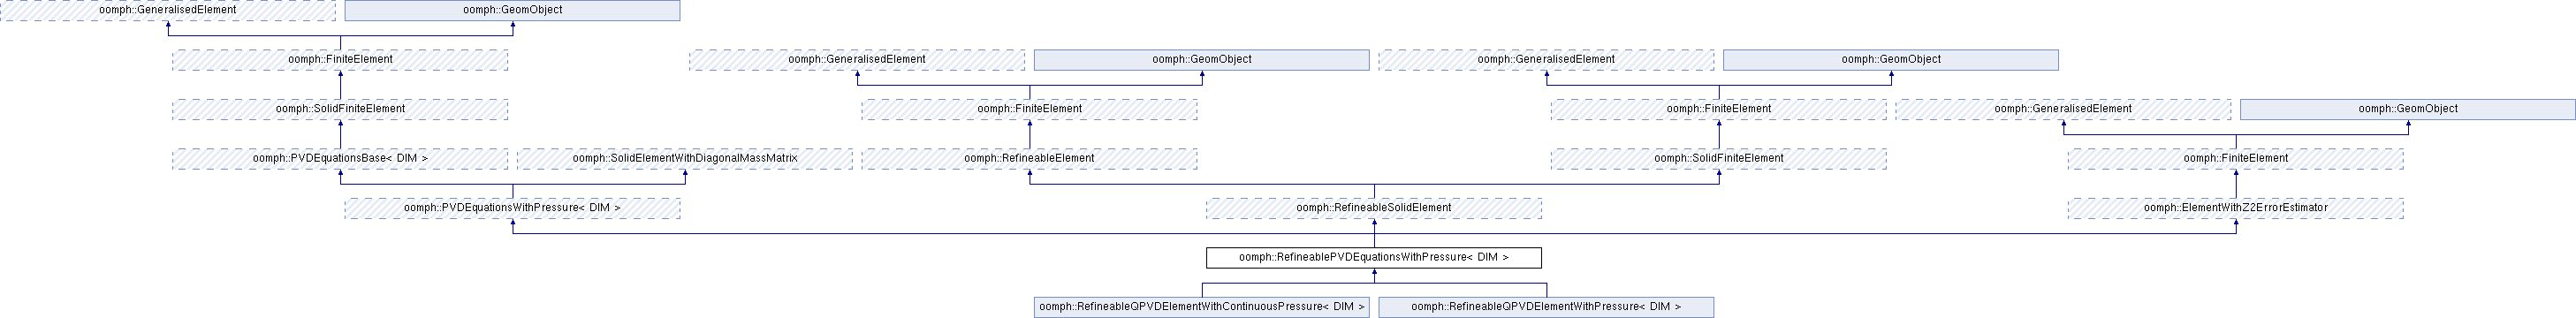 oomph::GeneralisedElement
oomph::GeomObject
oomph::FiniteElement
oomph::GeneralisedElement
oomph::GeomObject
oomph::GeneralisedElement
oomph::GeomObject
oomph::SolidFiniteElement
oomph::FiniteElement
oomph::FiniteElement
oomph::GeneralisedElement
oomph::GeomObject
oomph::PVDEquationsBase< DIM >
oomph::SolidElementWithDiagonalMassMatrix
oomph::RefineableElement
oomph::SolidFiniteElement
oomph::FiniteElement
oomph::PVDEquationsWithPressure< DIM >
oomph::RefineableSolidElement
oomph::ElementWithZ2ErrorEstimator
oomph::RefineablePVDEquationsWithPressure< DIM >
oomph::RefineableQPVDElementWithContinuousPressure< DIM >
oomph::RefineableQPVDElementWithPressure< DIM >